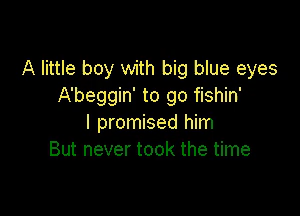 A little boy with big blue eyes
A'beggin' to go fishin'
I promised him
But never took the time